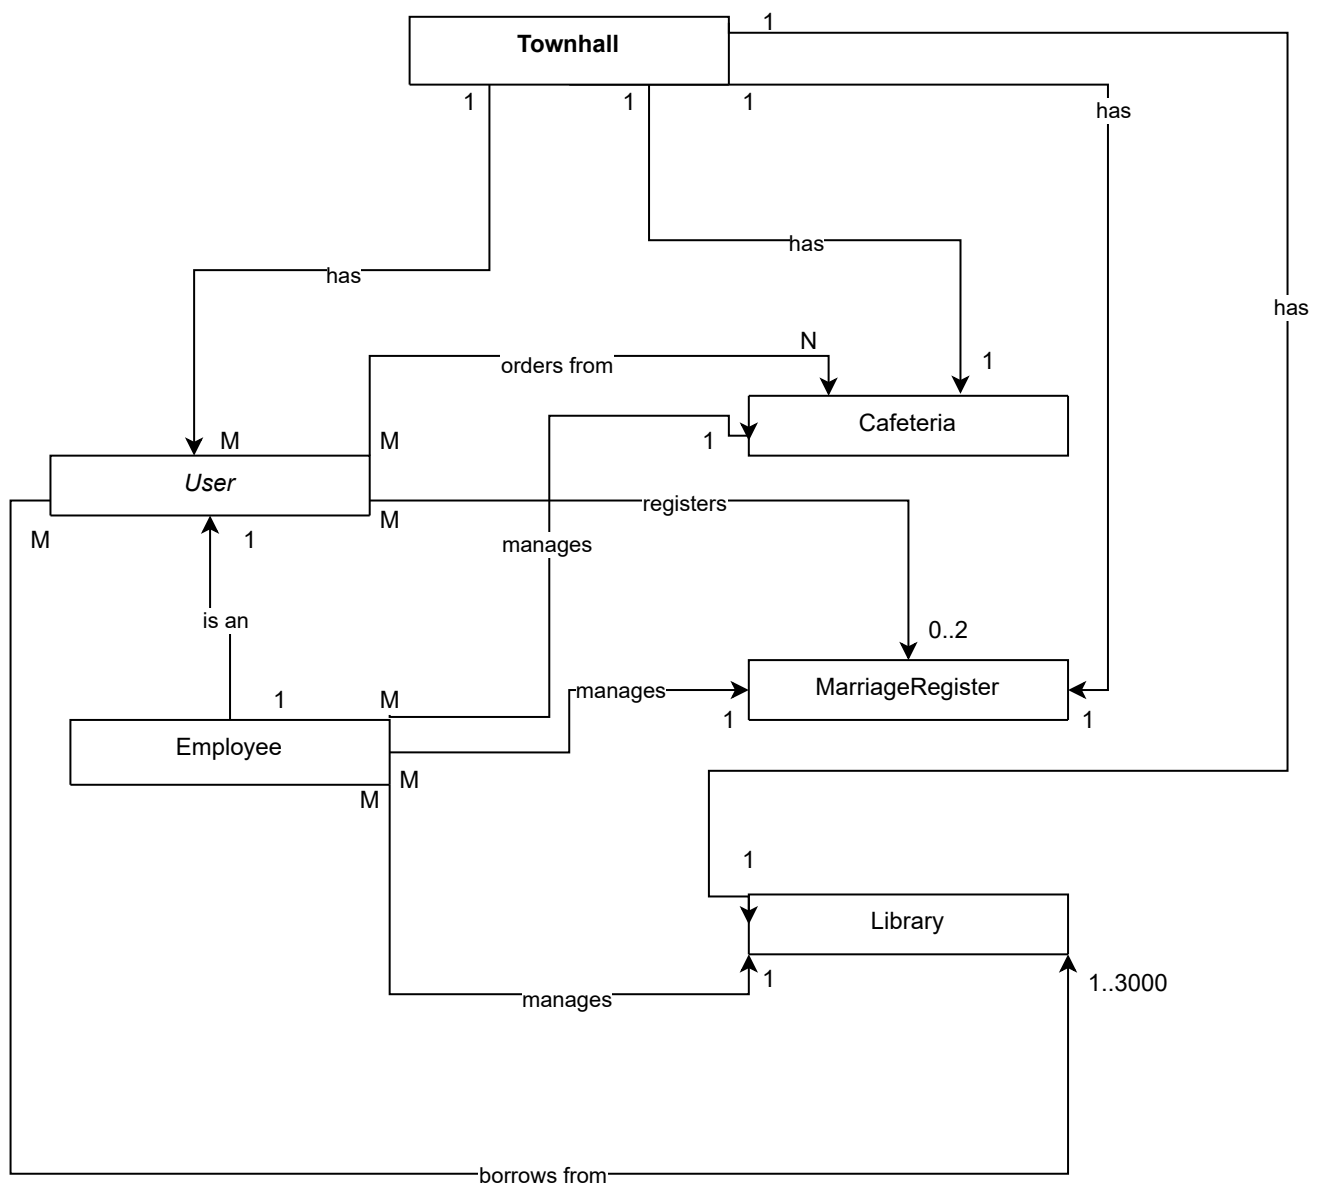 1
Townhall
1
1
1
has
has
has
has
N
orders from
1
Cafeteria
M
M
1
User
registers
M
M
1
manages
is an
0..2
MarriageRegister
manages
1
M
1
1
Employee
M
M
1
Library
1
1..3000
manages
borrows from